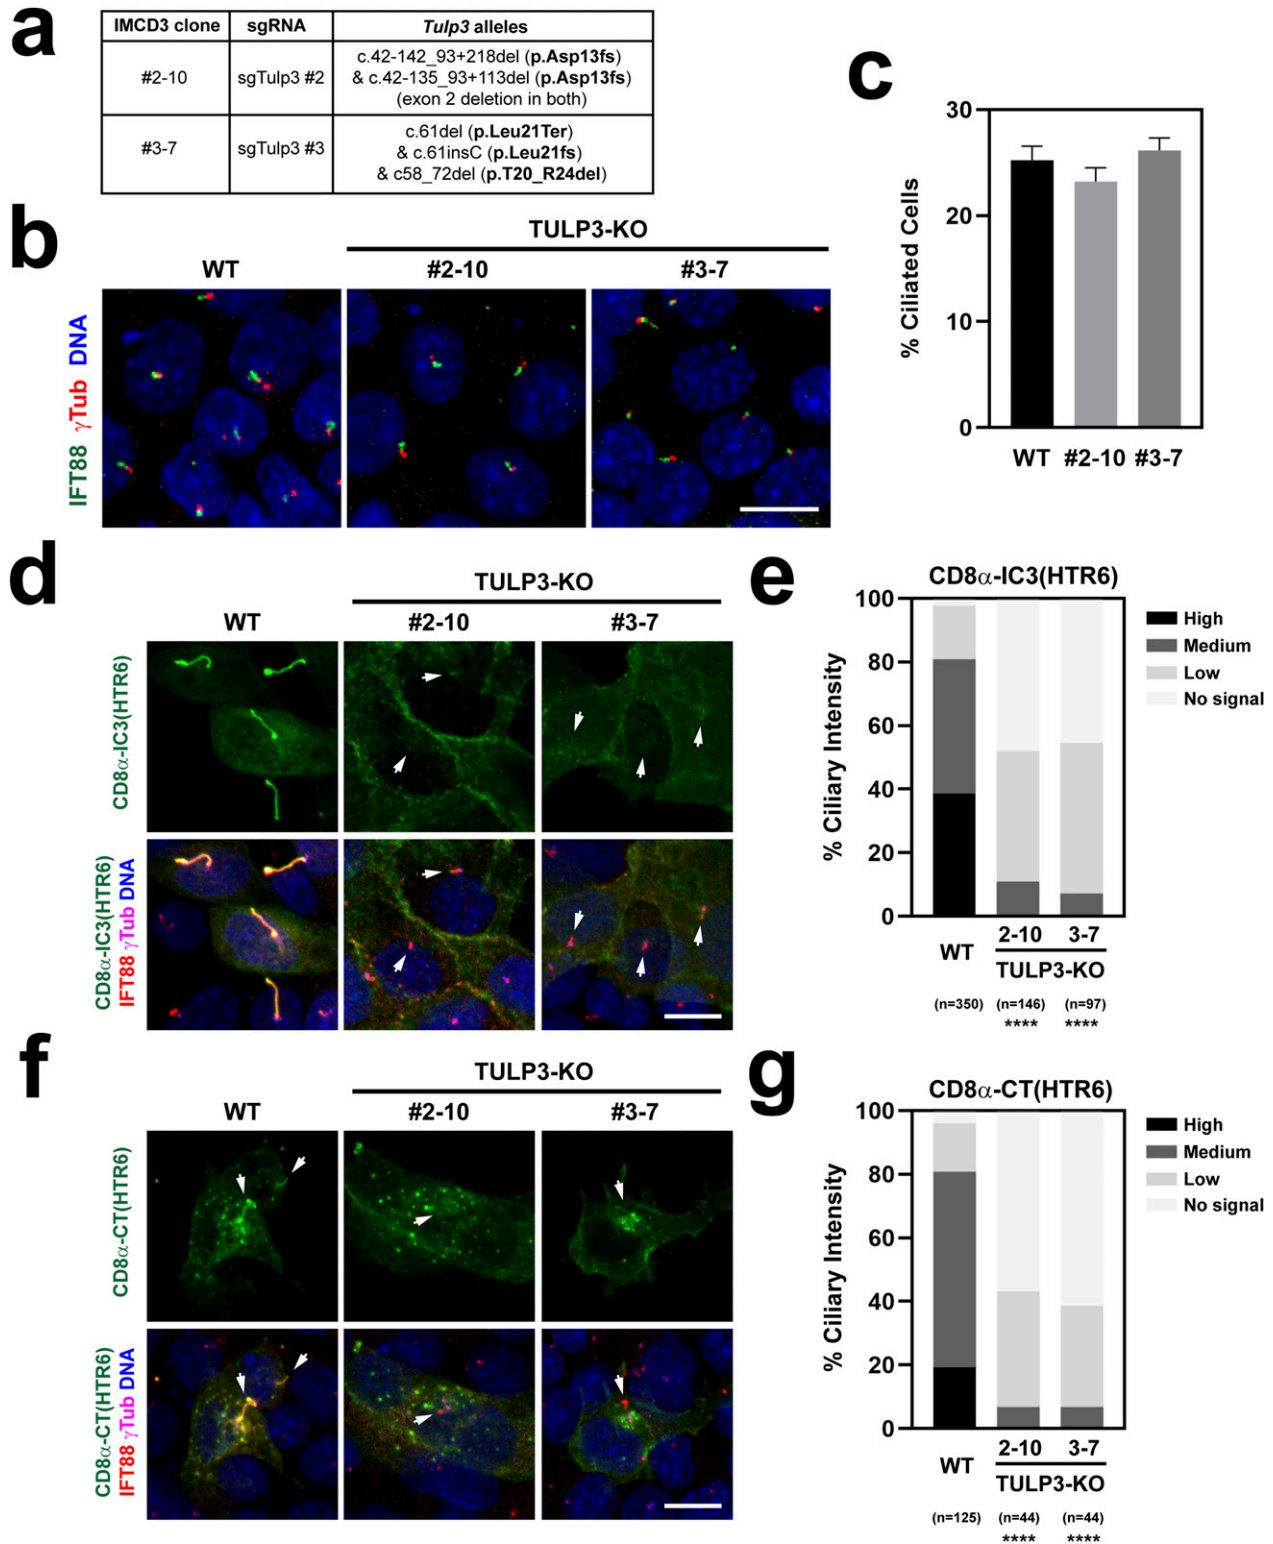 a
IMCD3 clone sgRNA Tulp3 alleles
#2-10 sgTulp3 #2 c.42-142_93+218del (p.Asp13fs)
& c.42-135_93+113del (p.Asp13fs)
(exon 2 deletion in both)
#3-7 sgTulp3 #3 c.61del (p.Leu21Ter)
& c.61insC (p.Leu21fs)
& c58_72del (p.T20_R24del)
b
TULP3-KO
WT #2-10 #3-7
IFT88 γTub DNA
c
% Ciliated Cells
30
20
10
0
WT #2-10 #3-7
d
TULP3-KO
WT #2-10 #3-7
CD8α-IC3(HTR6)
CD8α-IC3(HTR6)
IFT88 γTub DNA
e
CD8α-IC3(HTR6)
% Ciliary Intensity
100
80
60
40
20
0
High
Medium
Low
No signal
WT 2-10 3-7
TULP3-KO
(n=350) (n=146) (n=97)
**** ****
f
TULP3-KO
WT #2-10 #3-7
CD8α-CT(HTR6)
CD8α-CT(HTR6)
IFT88 γTub DNA
g
CD8α-CT(HTR6)
% Ciliary Intensity
100
80
60
40
20
0
High
Medium
Low
No signal
WT 2-10 3-7
TULP3-KO
(n=125) (n=44) (n=44)
**** ****